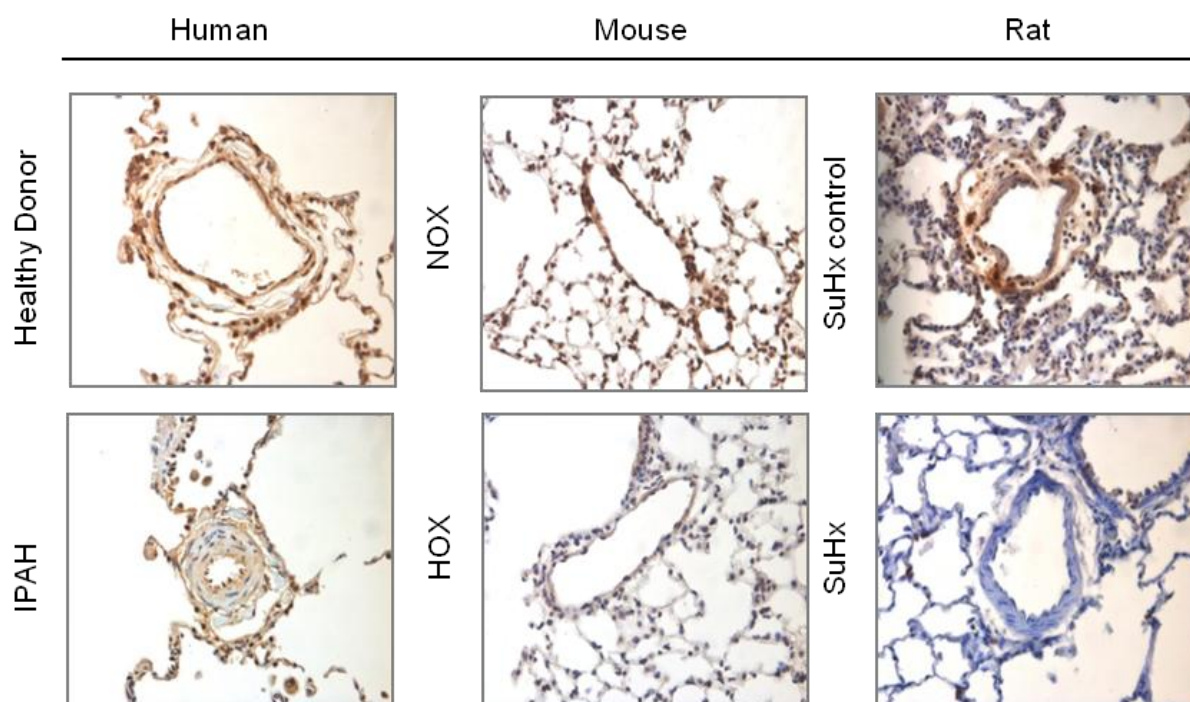 Human
Mouse
Rat
Healthy Donor
NOX
SuHx control
IPAH
HOX
SuHx